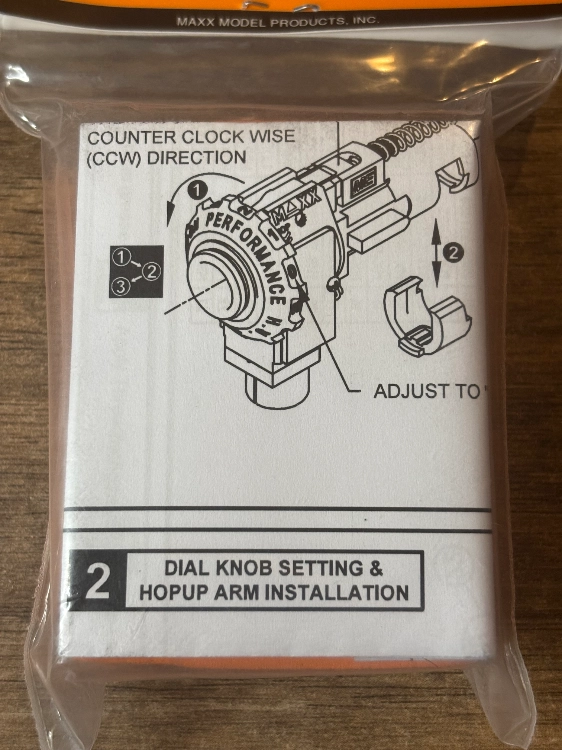 MAXX MODEL PRODUCTS, INC.
COUNTER CLOCK WISE
(CCW) DIRECTION
1
MAXX
PERFORMANCE H
1
2
3
2
ADJUST TO
2
DIAL KNOB SETTING &
HOPUP ARM INSTALLATION